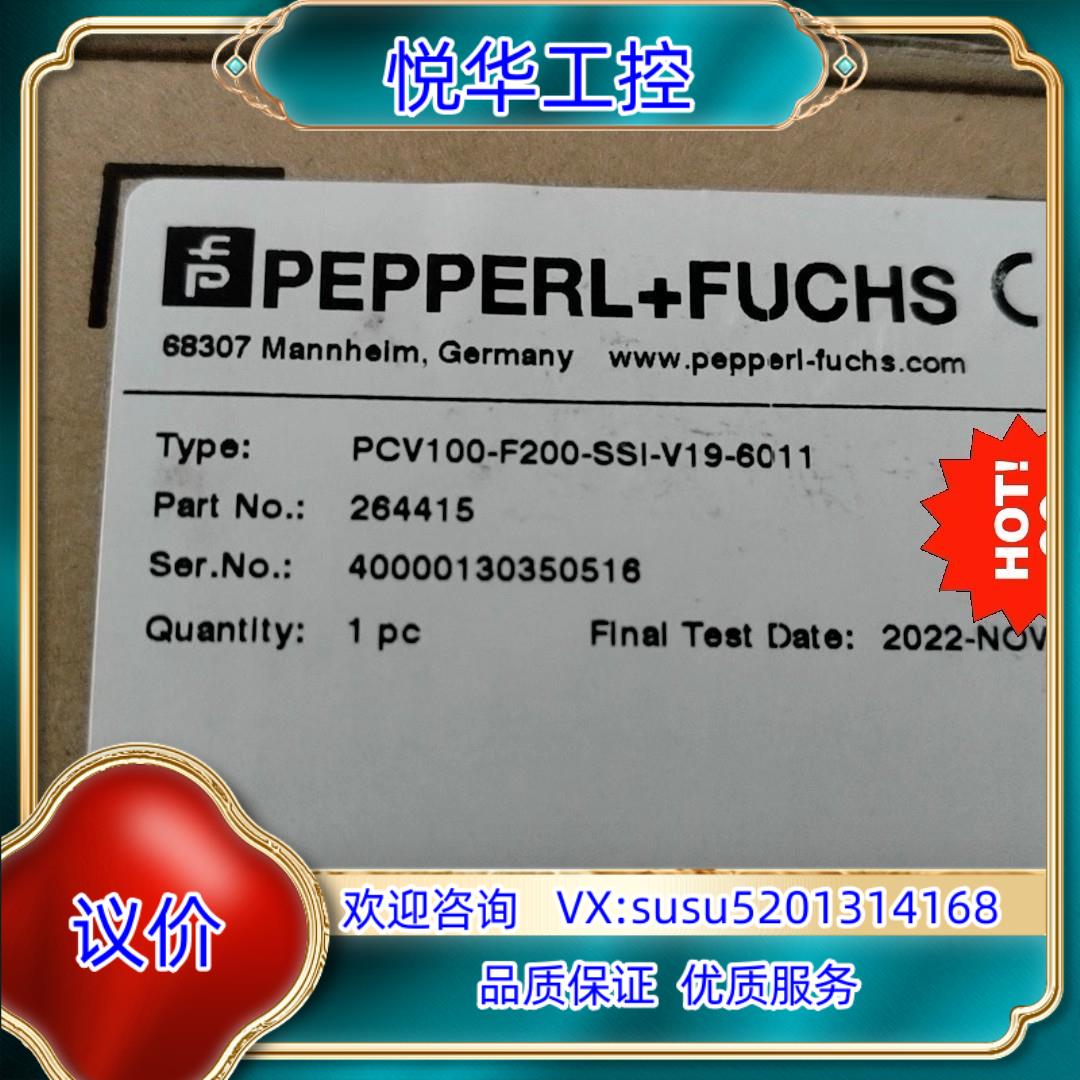 悦华工控
PEPPERL+FUCHS
68307 Mannheim, Germany www.pepperl-fuchs.com
Type: PCV100-F200-SSI-V19-6011
Part No.: 264415
HOT!
Ser.No.: 40000130350516
Quantity: 1 pc Final Test Date: 2022-NOV
议价
欢迎咨询 VX:susu5201314168
品质保证 优质服务